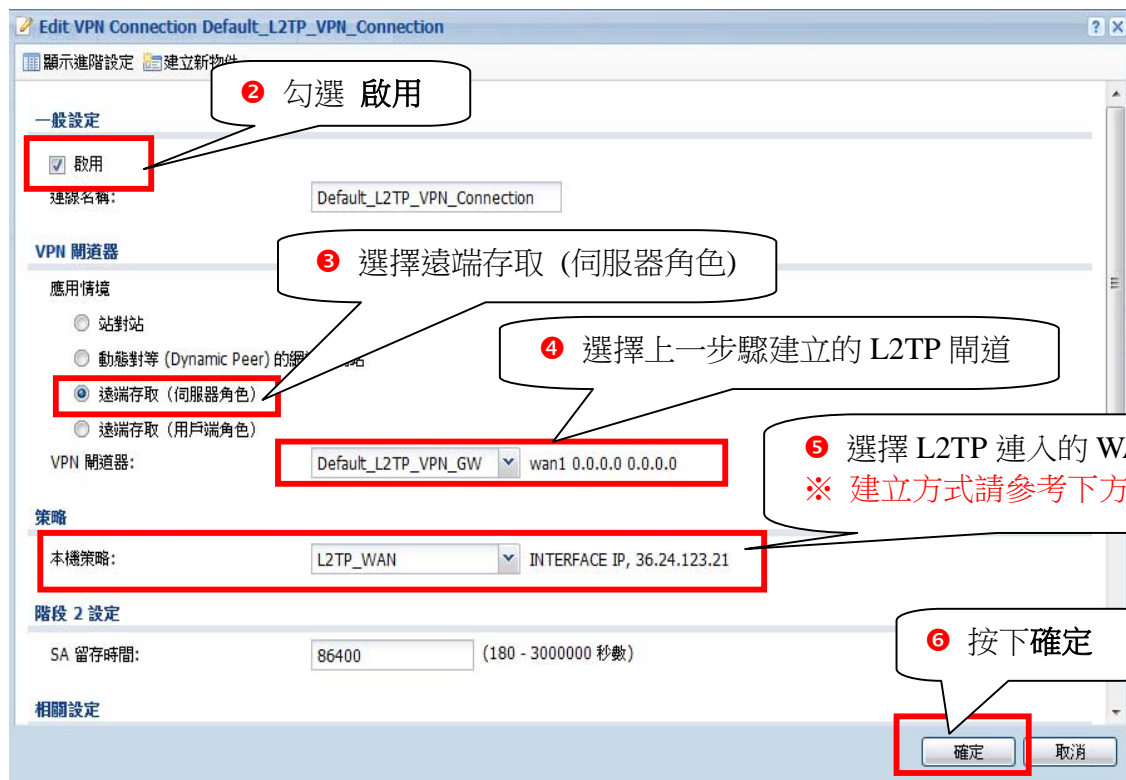 Edit VPN Connection Default_L2TP_VPN_Connection
顯示進階設定 建立新物件
❷ 勾選 啟用
一般設定
啟用
連線名稱: Default_L2TP_VPN_Connection
VPN 閘道器
❸ 選擇遠端存取 (伺服器角色)
應用情境
站對站
動態對等 (Dynamic Peer) 的
❹ 選擇上一步驟建立的 L2TP 閘道
遠端存取 (伺服器角色)
遠端存取 (用戶端角色)
VPN 閘道器: Default_L2TP_VPN_GW wan1 0.0.0.0 0.0.0.0
❺ 選擇 L2TP 連入的
※ 建立方式請參考下方
策略
本機策略: L2TP_WAN INTERFACE IP, 36.24.123.21
階段 2 設定
SA 留存時間: 86400 (180 - 3000000 秒數)
❻ 按下確定
相關設定
確定 取消